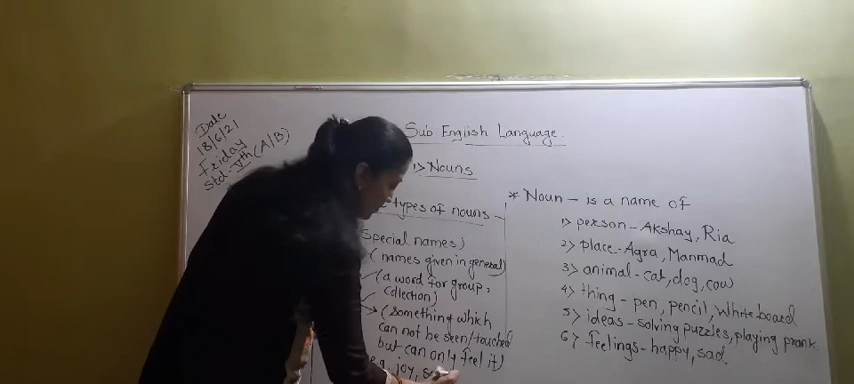 Date
18/6/21
Friday
Std-Vth (A/B)
Sub English Language.
1) Nouns
types of nouns
Special names)
(names given in general)
(a word for group,
collection)
(something which
can not be seen/touched
but can only feel it)
e.g. joy,
* Noun - is a name of
1) person - Akshay, Ria
2) place - Agra, Manmad
3) animal - cat, dog, cow
4) thing - pen, pencil, Whiteboard
5) ideas - solving puzzles, playing prank
6) feelings - happy, sad.